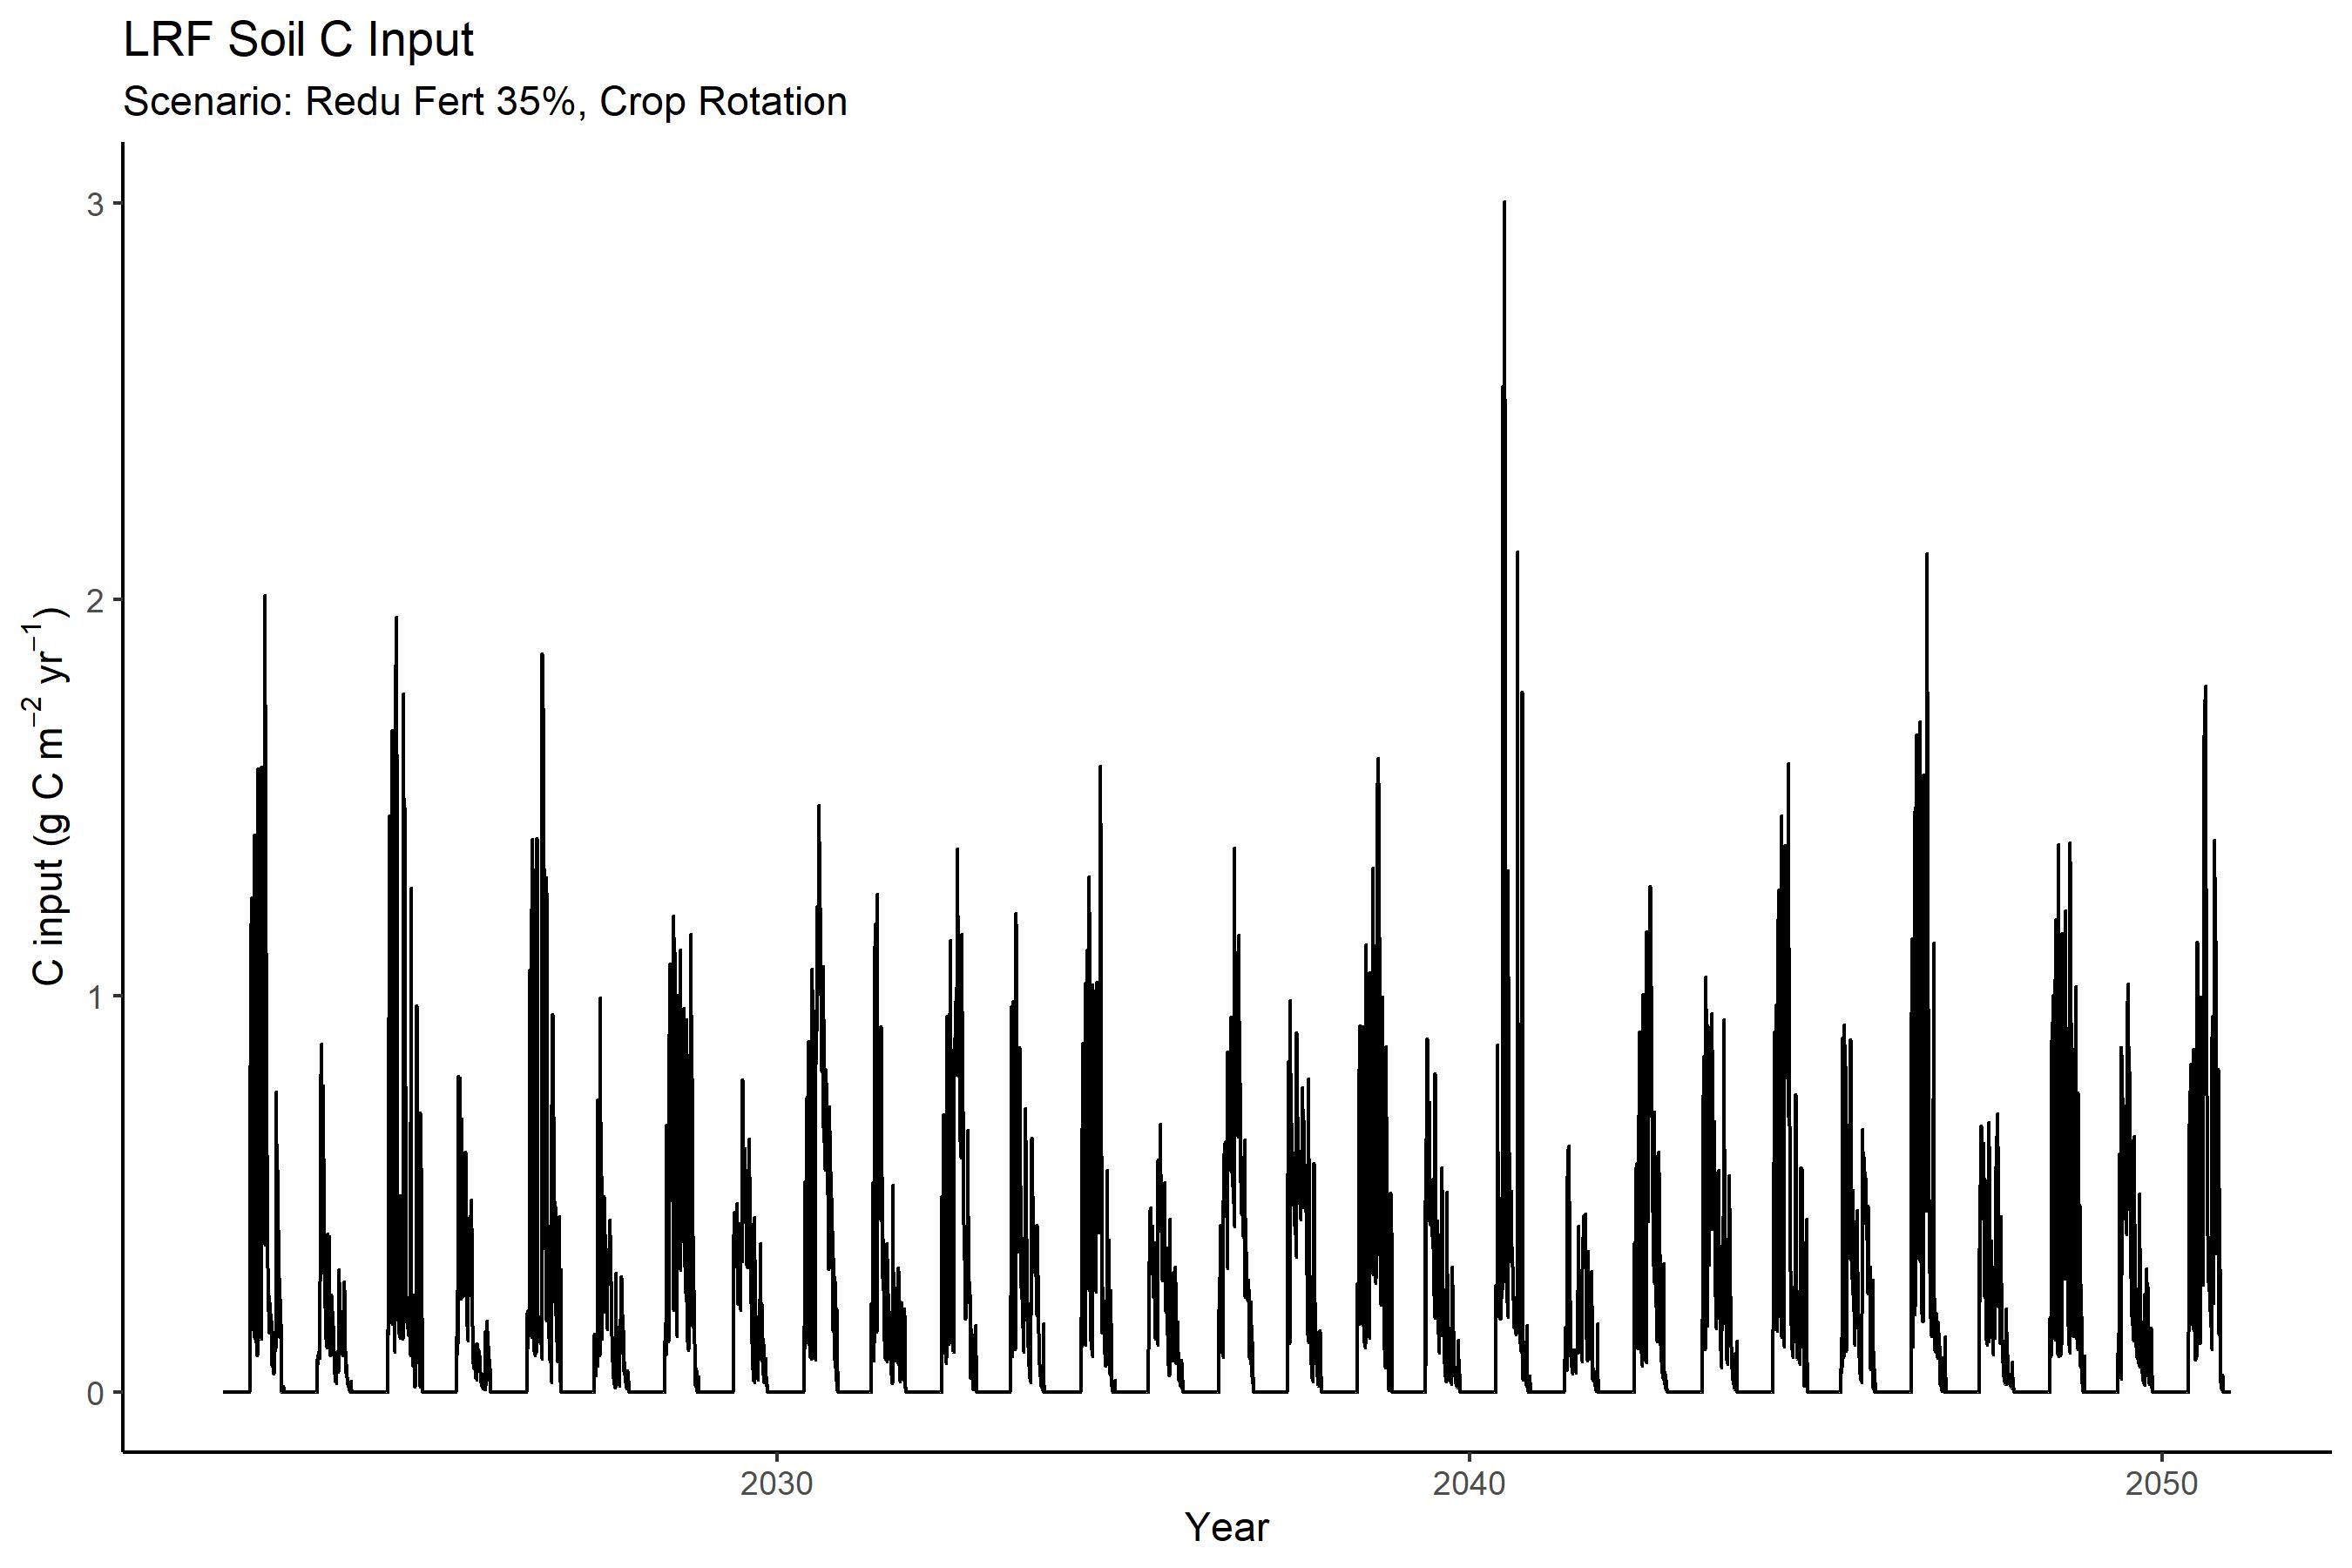 LRF Soil C Input
Scenario: Redu Fert 35%, Crop Rotation
C input (g C m⁻² yr⁻¹)
3
2
1
0
2030
2040
2050
Year